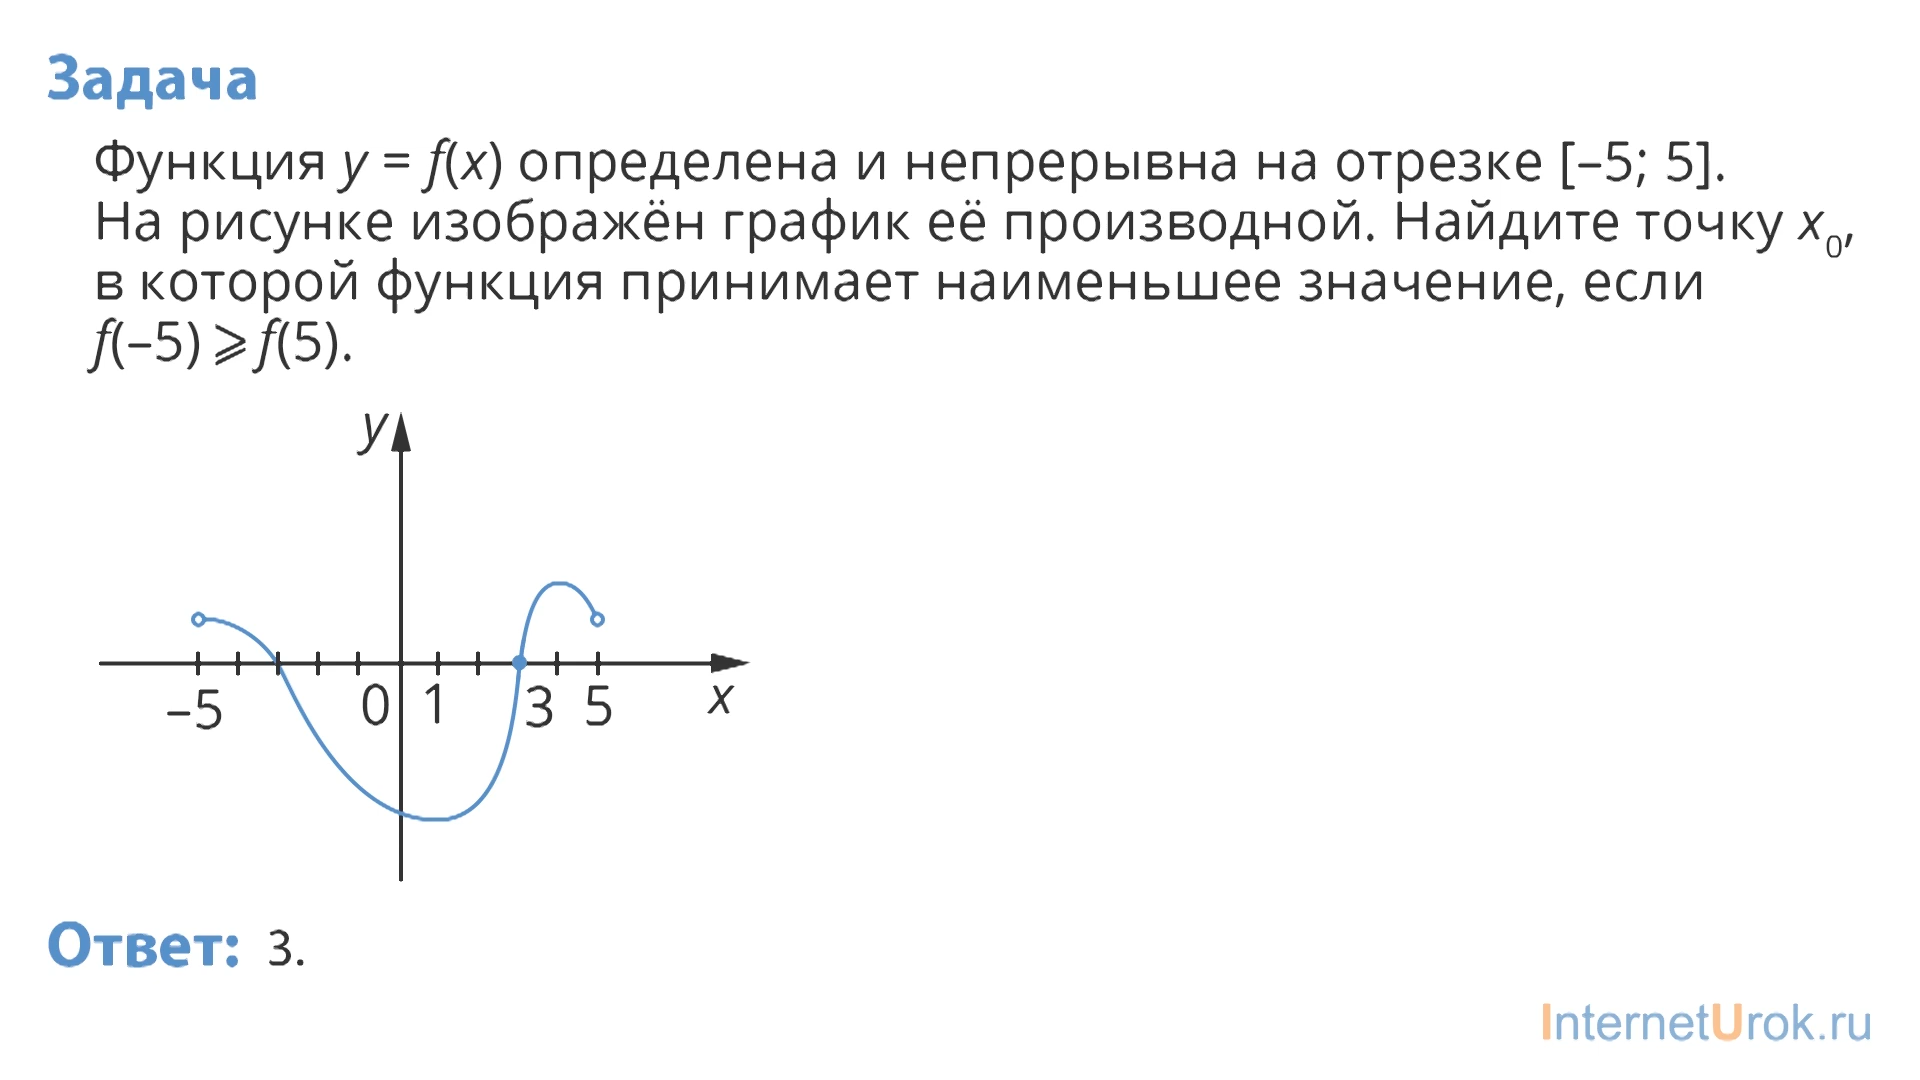 Задача
Функция y = f(x) определена и непрерывна на отрезке [–5; 5].
На рисунке изображён график её производной. Найдите точку x₀,
в которой функция принимает наименьшее значение, если
f(–5) ⩾ f(5).
y
–5 0 1 3 5 x
Ответ: 3.
InternetUrok.ru